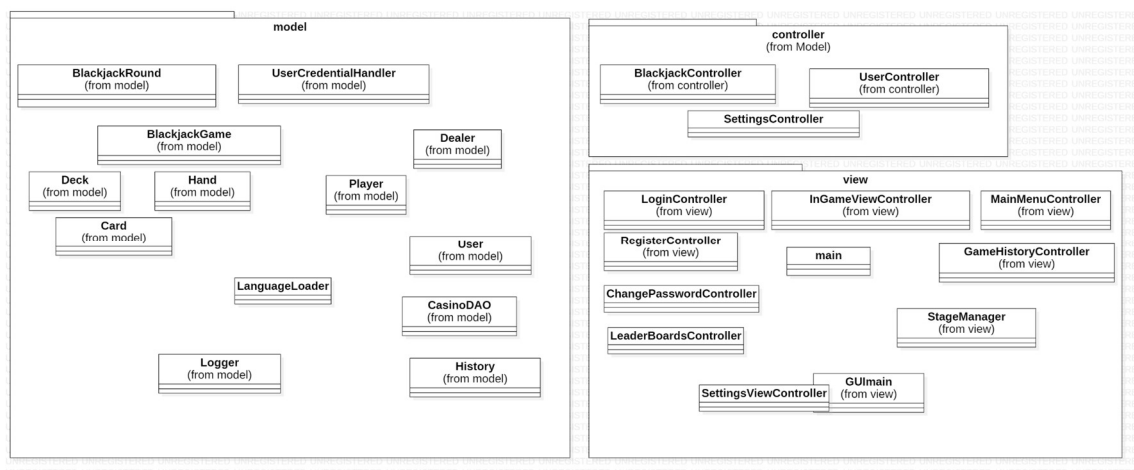 model
BlackjackRound
(from model)
UserCredentialHandler
(from model)
BlackjackGame
(from model)
Dealer
(from model)
Deck
(from model)
Hand
(from model)
Player
(from model)
Card
(from model)
User
(from model)
LanguageLoader
CasinoDAO
(from model)
Logger
(from model)
History
(from model)
controller
(from Model)
BlackjackController
(from controller)
UserController
(from controller)
SettingsController
view
LoginController
(from view)
InGameViewController
(from view)
MainMenuController
(from view)
RegisterController
(from view)
main
GameHistoryController
(from view)
ChangePasswordController
StageManager
(from view)
LeaderBoardsController
GUImain
(from view)
SettingsViewController